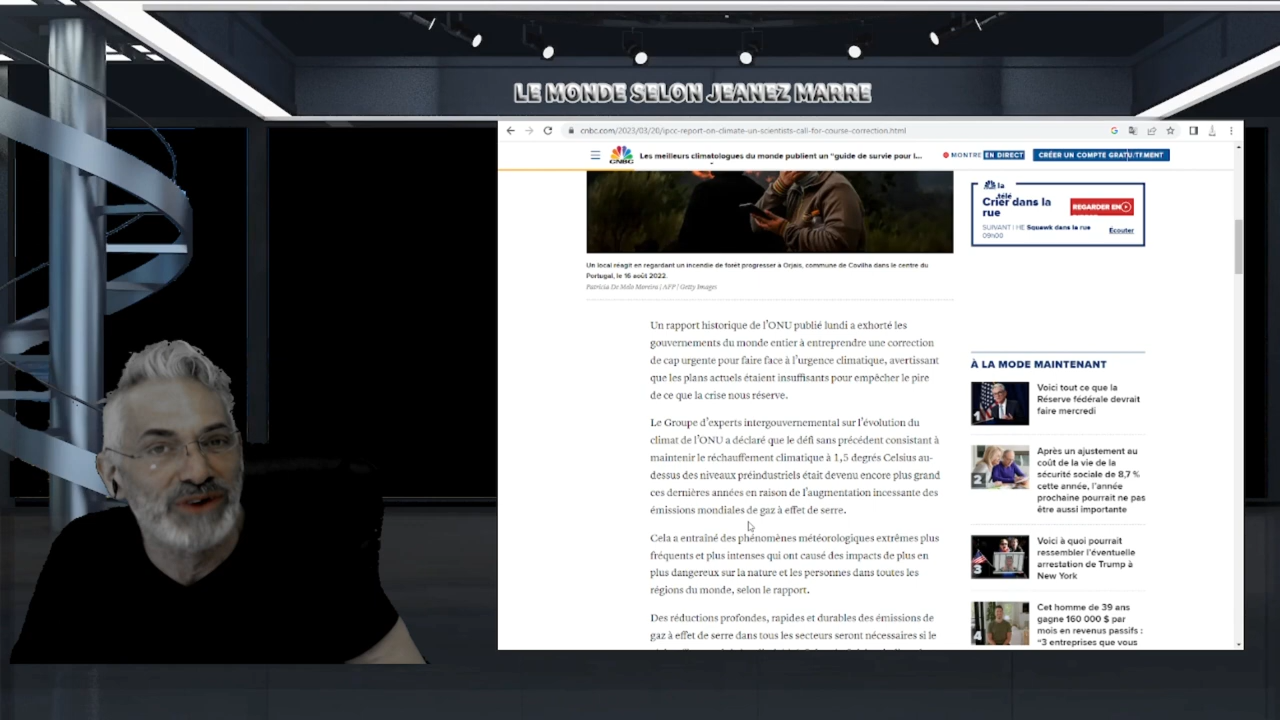 LE MONDE SELON JEANEZ MARRE
cnbc.com/2023/03/20/ipcc-report-on-climate-un-scientists-call-for-course-correction.html
CNBC
Les meilleurs climatologues du monde publient un "guide de survie pour l...
MONTRE EN DIRECT
CRÉER UN COMPTE GRATUITEMENT
la
télé
Crier dans la
rue
REGARDER EN
SUIVANT | HE Squawk dans la rue
09h00
Écouter
Un local réagit en regardant un incendie de forêt progresser à Orjais, commune de Covilha dans le centre du
Portugal, le 16 août 2022.
Patricia De Melo Moreira | AFP | Getty Images
Un rapport historique de l'ONU publié lundi a exhorté les
gouvernements du monde entier à entreprendre une correction
de cap urgente pour faire face à l'urgence climatique, avertissant
que les plans actuels étaient insuffisants pour empêcher le pire
de ce que la crise nous réserve.
Le Groupe d'experts intergouvernemental sur l'évolution du
climat de l'ONU a déclaré que le défi sans précédent consistant à
maintenir le réchauffement climatique à 1,5 degrés Celsius au-
dessus des niveaux préindustriels était devenu encore plus grand
ces dernières années en raison de l'augmentation incessante des
émissions mondiales de gaz à effet de serre.
Cela a entraîné des phénomènes météorologiques extrêmes plus
fréquents et plus intenses qui ont causé des impacts de plus en
plus dangereux sur la nature et les personnes dans toutes les
régions du monde, selon le rapport.
Des réductions profondes, rapides et durables des émissions de
gaz à effet de serre dans tous les secteurs seront nécessaires si le
À LA MODE MAINTENANT
1
Voici tout ce que la
Réserve fédérale devrait
faire mercredi
2
Après un ajustement au
coût de la vie de la
sécurité sociale de 8,7 %
cette année, l'année
prochaine pourrait ne pas
être aussi importante
3
Voici à quoi pourrait
ressembler l'éventuelle
arrestation de Trump à
New York
4
Cet homme de 39 ans
gagne 160 000 $ par
mois en revenus passifs :
"3 entreprises que vous